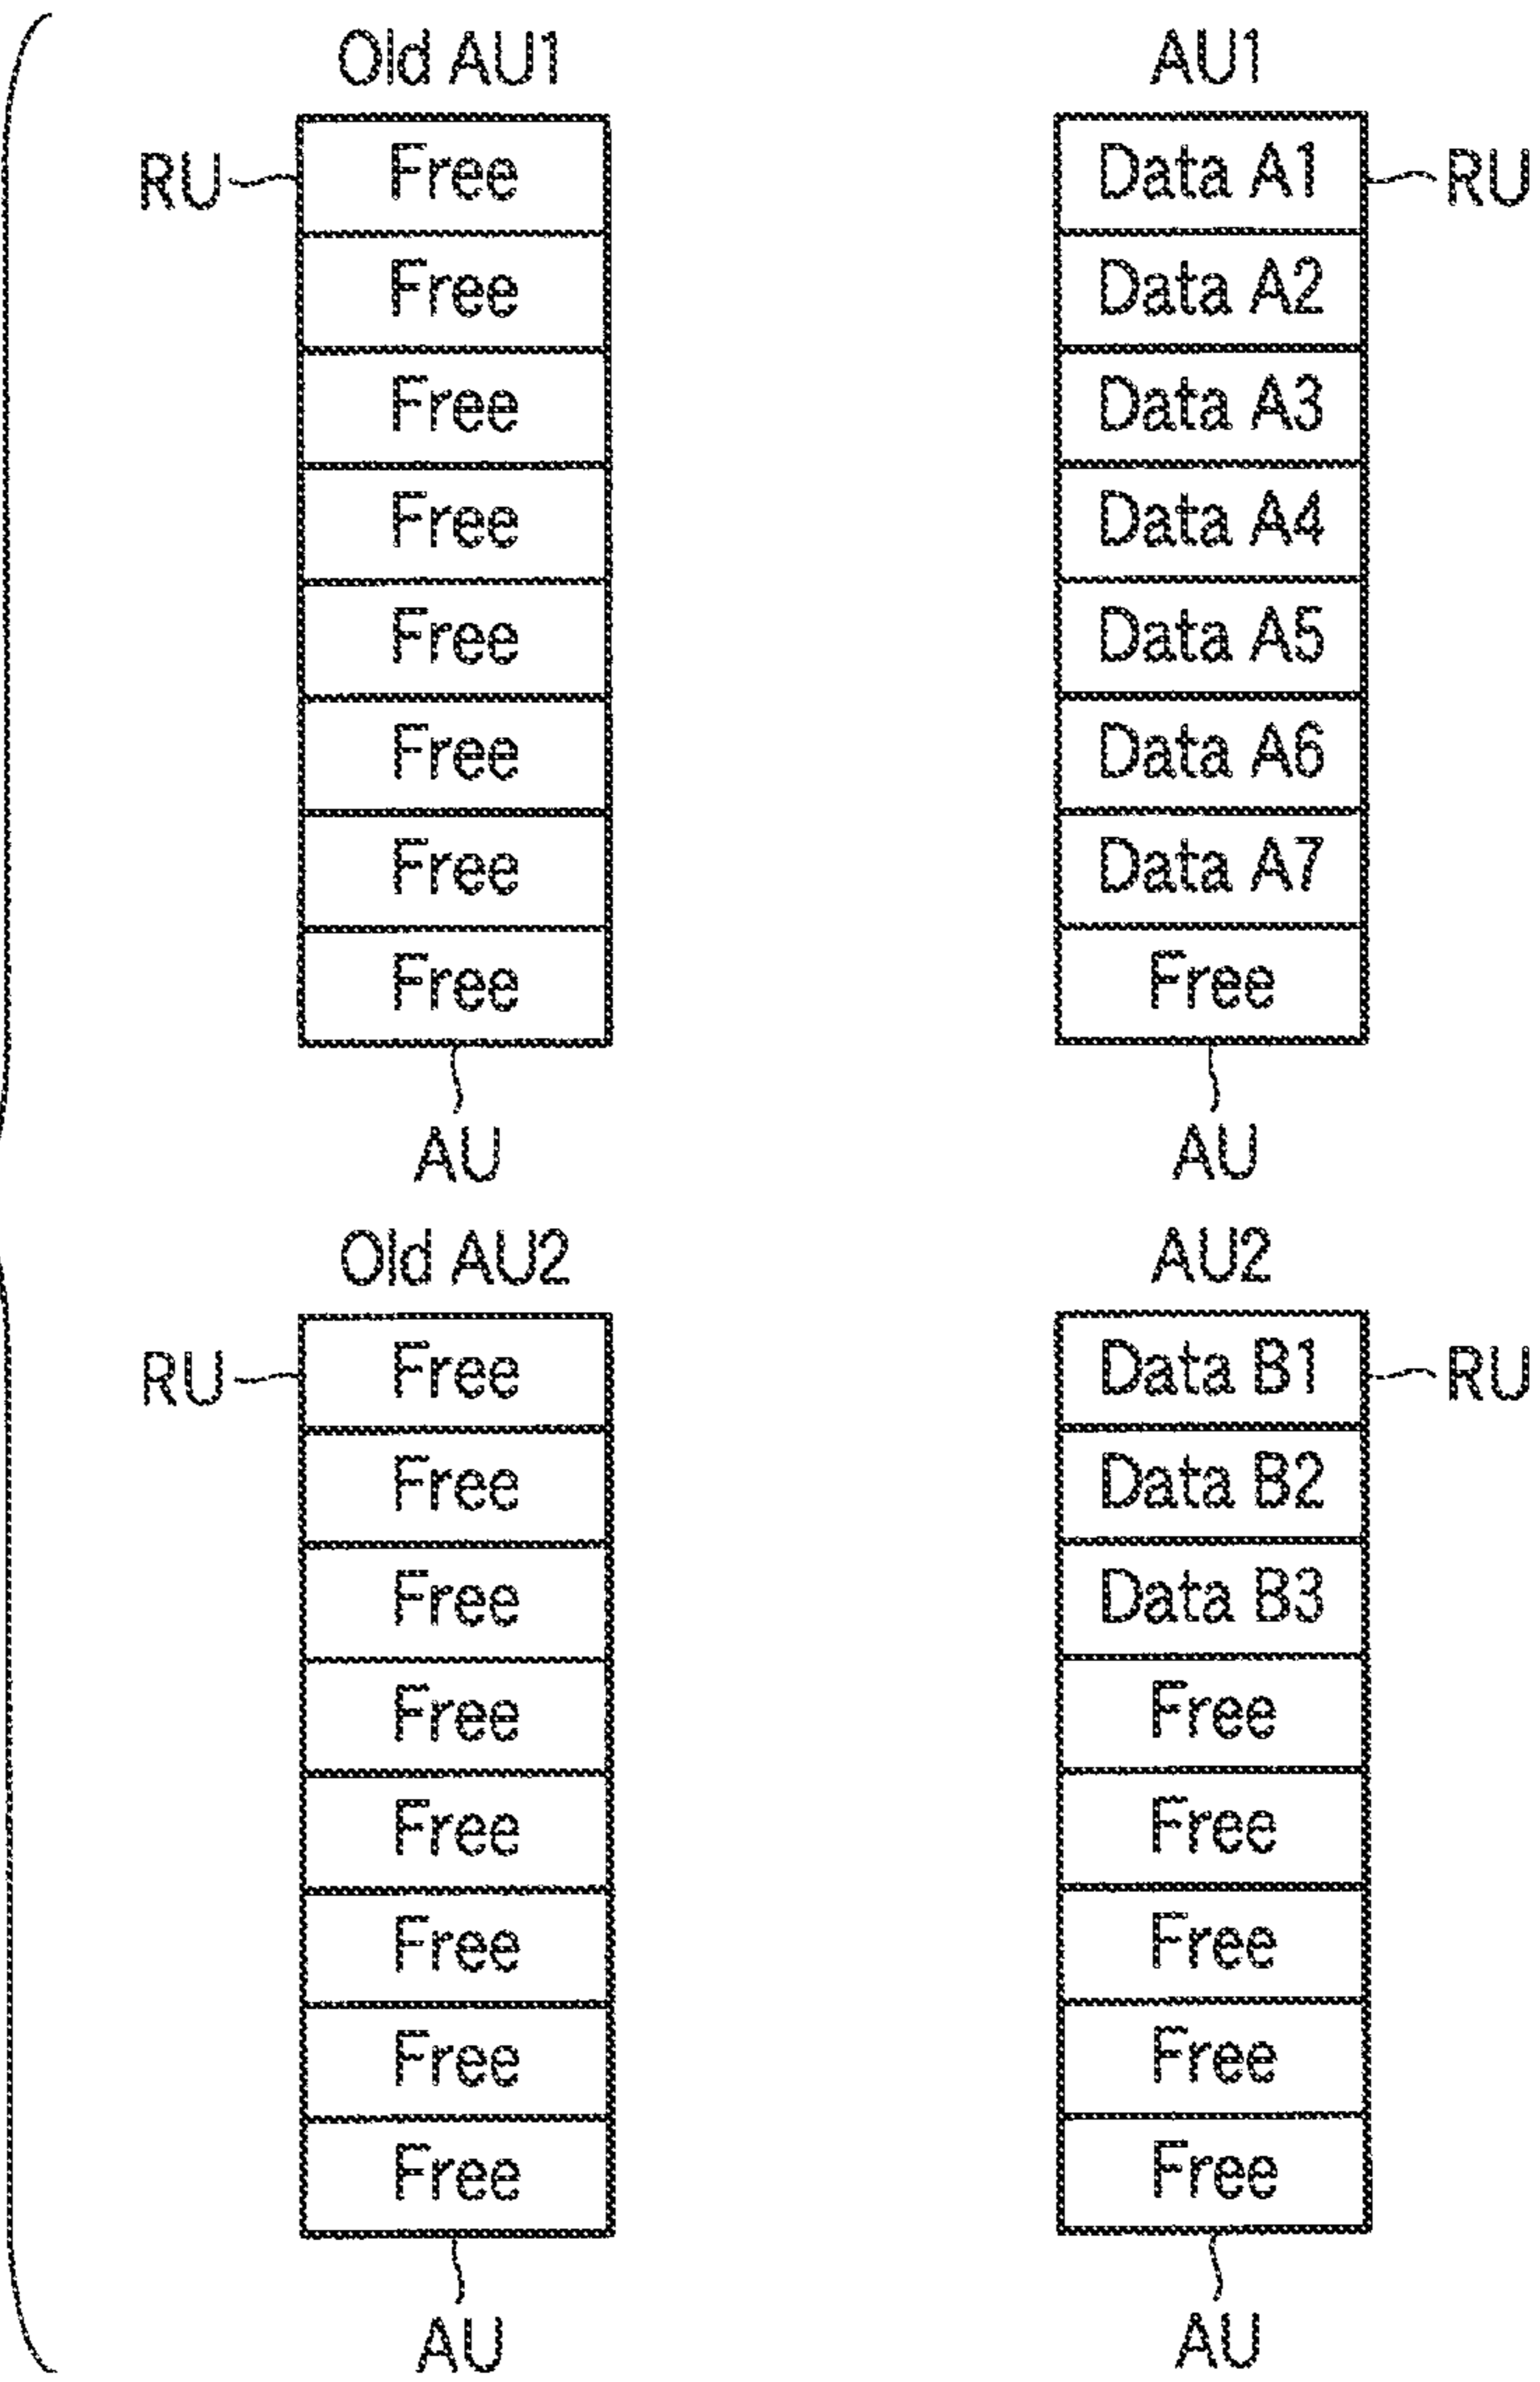 Old AU1
RU
Free
Free
Free
Free
Free
Free
Free
Free
AU
AU1
Data A1
RU
Data A2
Data A3
Data A4
Data A5
Data A6
Data A7
Free
AU
Old AU2
RU
Free
Free
Free
Free
Free
Free
Free
Free
AU
AU2
Data B1
RU
Data B2
Data B3
Free
Free
Free
Free
Free
AU